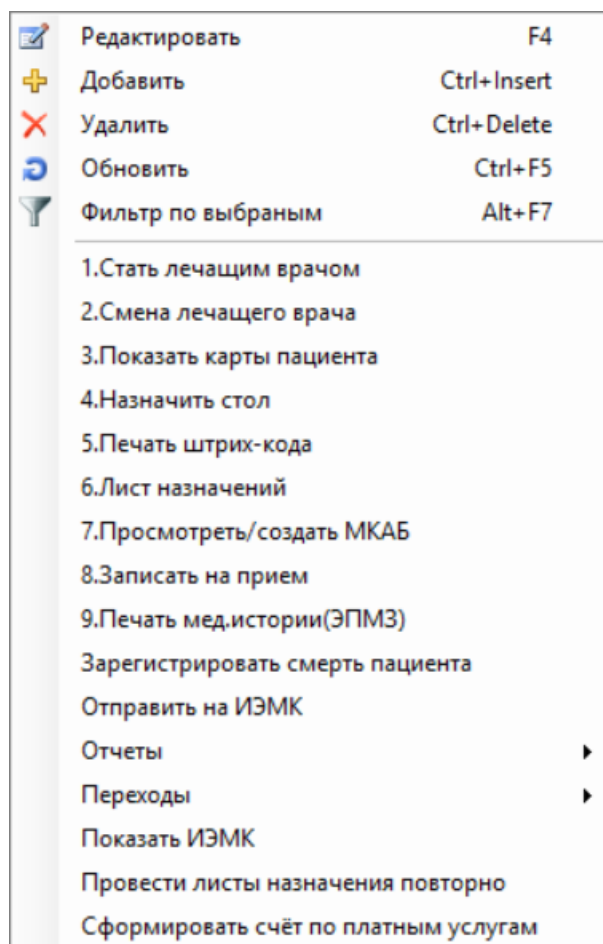 Редактировать F4
Добавить Ctrl+Insert
Удалить Ctrl+Delete
Обновить Ctrl+F5
Фильтр по выбраным Alt+F7
1.Стать лечащим врачом
2.Смена лечащего врача
3.Показать карты пациента
4.Назначить стол
5.Печать штрих-кода
6.Лист назначений
7.Просмотреть/создать МКАБ
8.Записать на прием
9.Печать мед.истории(ЭПМЗ)
Зарегистрировать смерть пациента
Отправить на ИЭМК
Отчеты
Переходы
Показать ИЭМК
Провести листы назначения повторно
Сформировать счёт по платным услугам